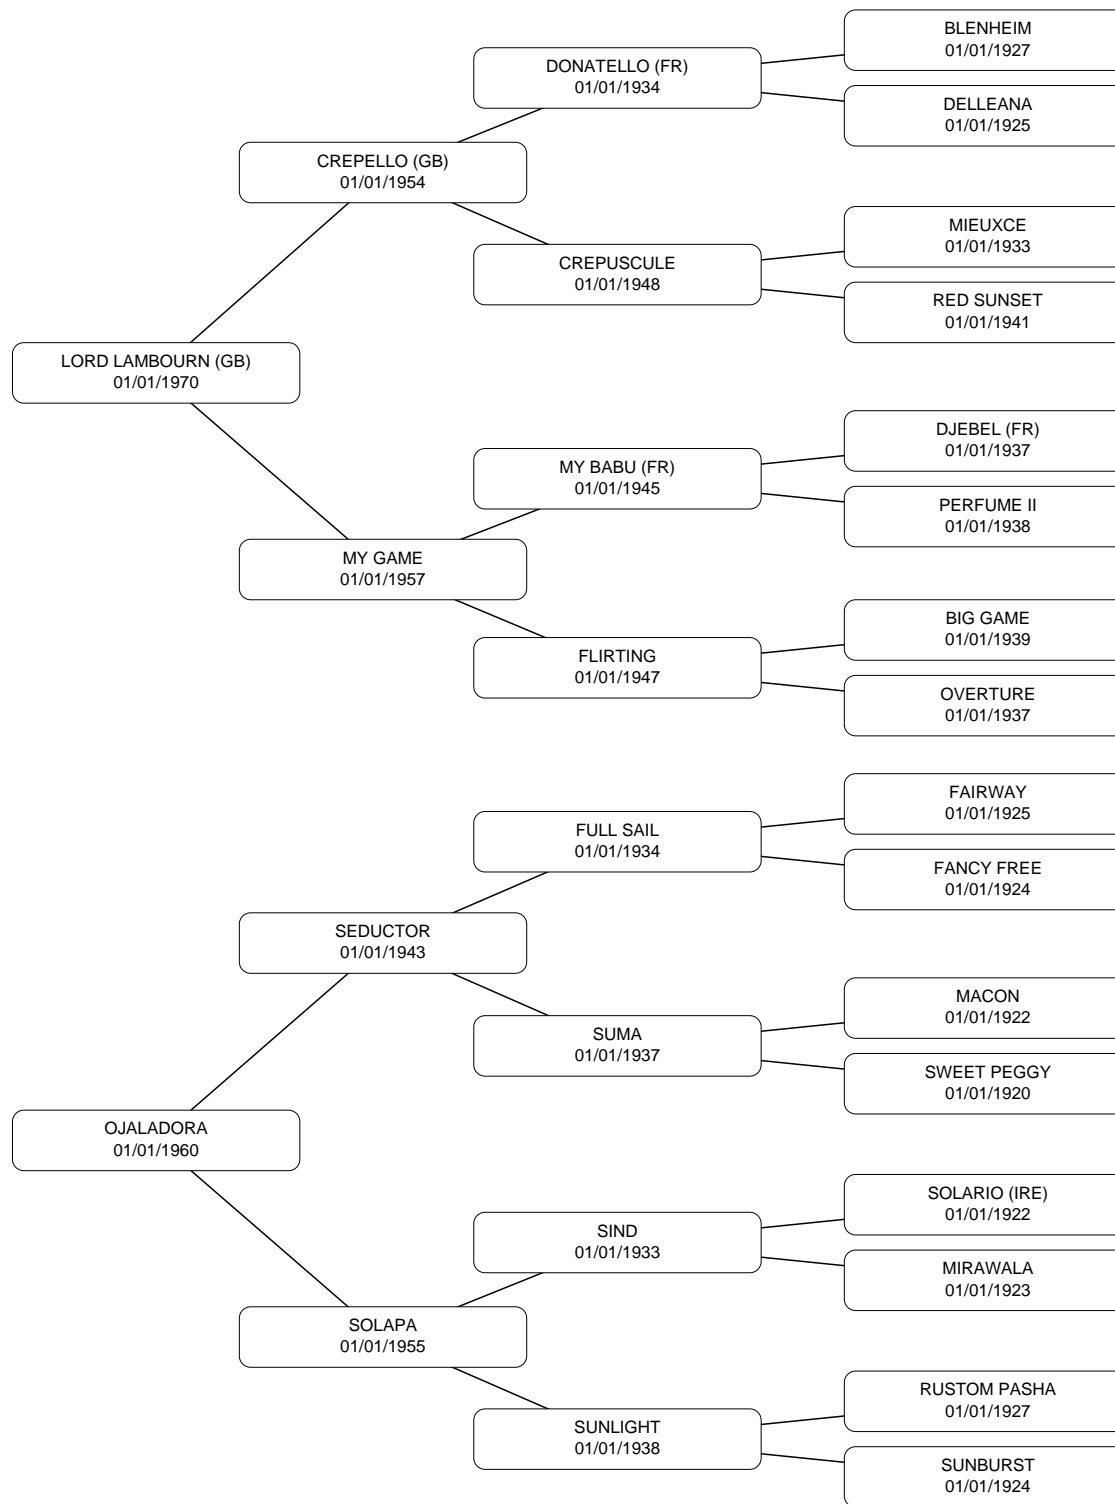 BLENHEIM
01/01/1927
DONATELLO (FR)
01/01/1934
DELLEANA
01/01/1925
CREPELLO (GB)
01/01/1954
MIEUXCE
01/01/1933
CREPUSCULE
01/01/1948
RED SUNSET
01/01/1941
LORD LAMBOURN (GB)
01/01/1970
DJEBEL (FR)
01/01/1937
MY BABU (FR)
01/01/1945
PERFUME II
01/01/1938
MY GAME
01/01/1957
BIG GAME
01/01/1939
FLIRTING
01/01/1947
OVERTURE
01/01/1937
FAIRWAY
01/01/1925
FULL SAIL
01/01/1934
FANCY FREE
01/01/1924
SEDUCTOR
01/01/1943
MACON
01/01/1922
SUMA
01/01/1937
SWEET PEGGY
01/01/1920
OJALADORA
01/01/1960
SOLARIO (IRE)
01/01/1922
SIND
01/01/1933
MIRAWALA
01/01/1923
SOLAPA
01/01/1955
RUSTOM PASHA
01/01/1927
SUNLIGHT
01/01/1938
SUNBURST
01/01/1924